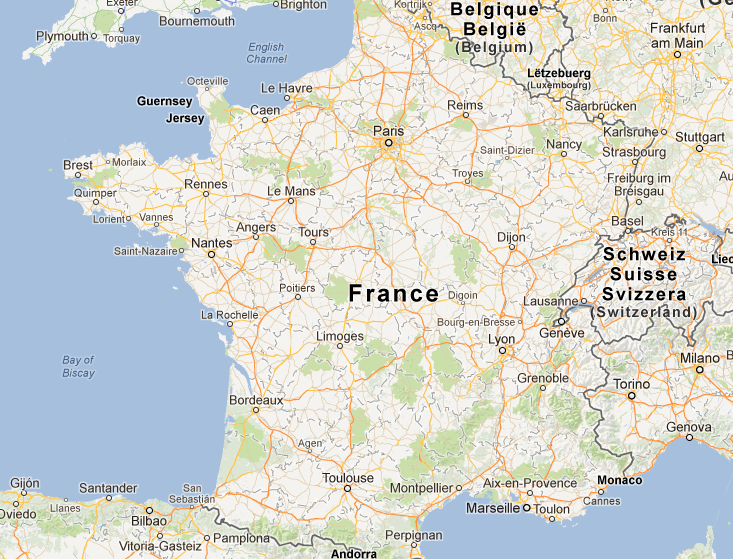 Exeter
Bournemouth
Brighton
Plymouth
Torquay
Kortrijk
Ascq
Belgique
België
(Belgium)
Bonn
Frankfurt
am Main
English
Channel
Octeville
Le Havre
Guernsey
Jersey
Caen
Lëtzebuerg
(Luxembourg)
Reims
Saarbrücken
Paris
Karlsruhe
Stuttgart
Saint-Dizier
Nancy
Strasbourg
Brest
Morlaix
Troyes
Freiburg im
Breisgau
Quimper
Rennes
Le Mans
Lorient
Vannes
Basel
Angers
Tours
Kreis 11
Saint-Nazaire
Nantes
Dijon
Schweiz
Suisse
Svizzera
(Switzerland)
Poitiers
France
Digoin
Lausanne
La Rochelle
Bourg-en-Bresse
Genève
Limoges
Lyon
Bay of
Biscay
Milano
Grenoble
Torino
Bordeaux
Genova
Agen
Toulouse
Montpellier
Aix-en-Provence
Monaco
Cannes
Marseille
Toulon
Gijón
Santander
San
Sebastián
Llanes
Oviedo
Bilbao
Vitoria-Gasteiz
Pamplona
Perpignan
Andorra